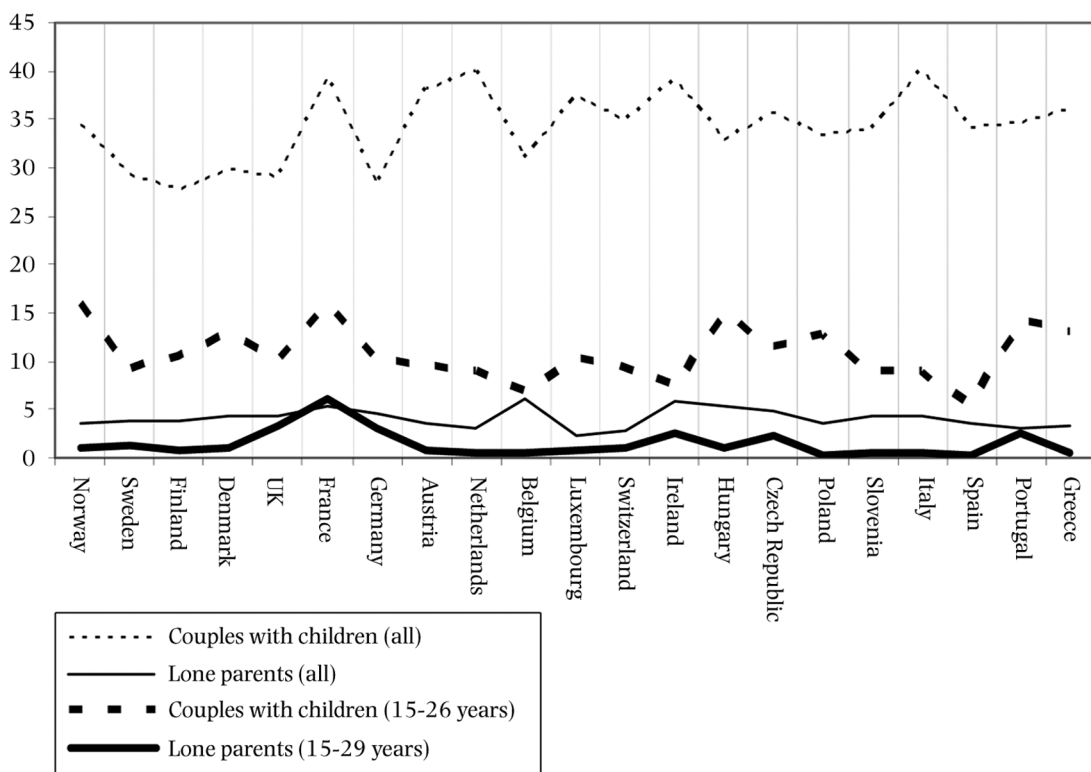 45
40
35
30
25
20
15
10
5
0
Norway
Sweden
Finland
Denmark
UK
France
Germany
Austria
Netherlands
Belgium
Luxembourg
Switzerland
Ireland
Hungary
Czech Republic
Poland
Slovenia
Italy
Spain
Portugal
Greece
Couples with children (all)
Lone parents (all)
Couples with children (15-26 years)
Lone parents (15-29 years)